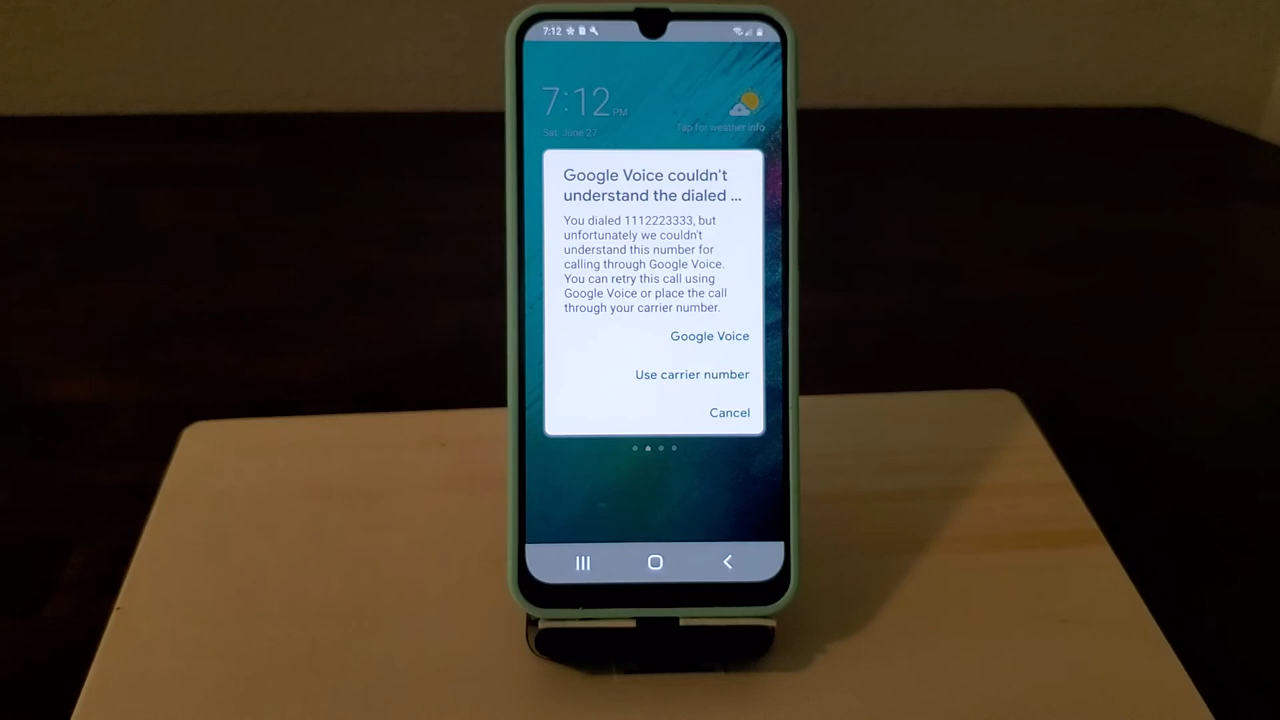 7:12
7:12 PM
Sat, June 27
Tap for weather info
Google Voice couldn't
understand the dialed ...
You dialed 1112223333, but
unfortunately we couldn't
understand this number for
calling through Google Voice.
You can retry this call using
Google Voice or place the call
through your carrier number.
Google Voice
Use carrier number
Cancel